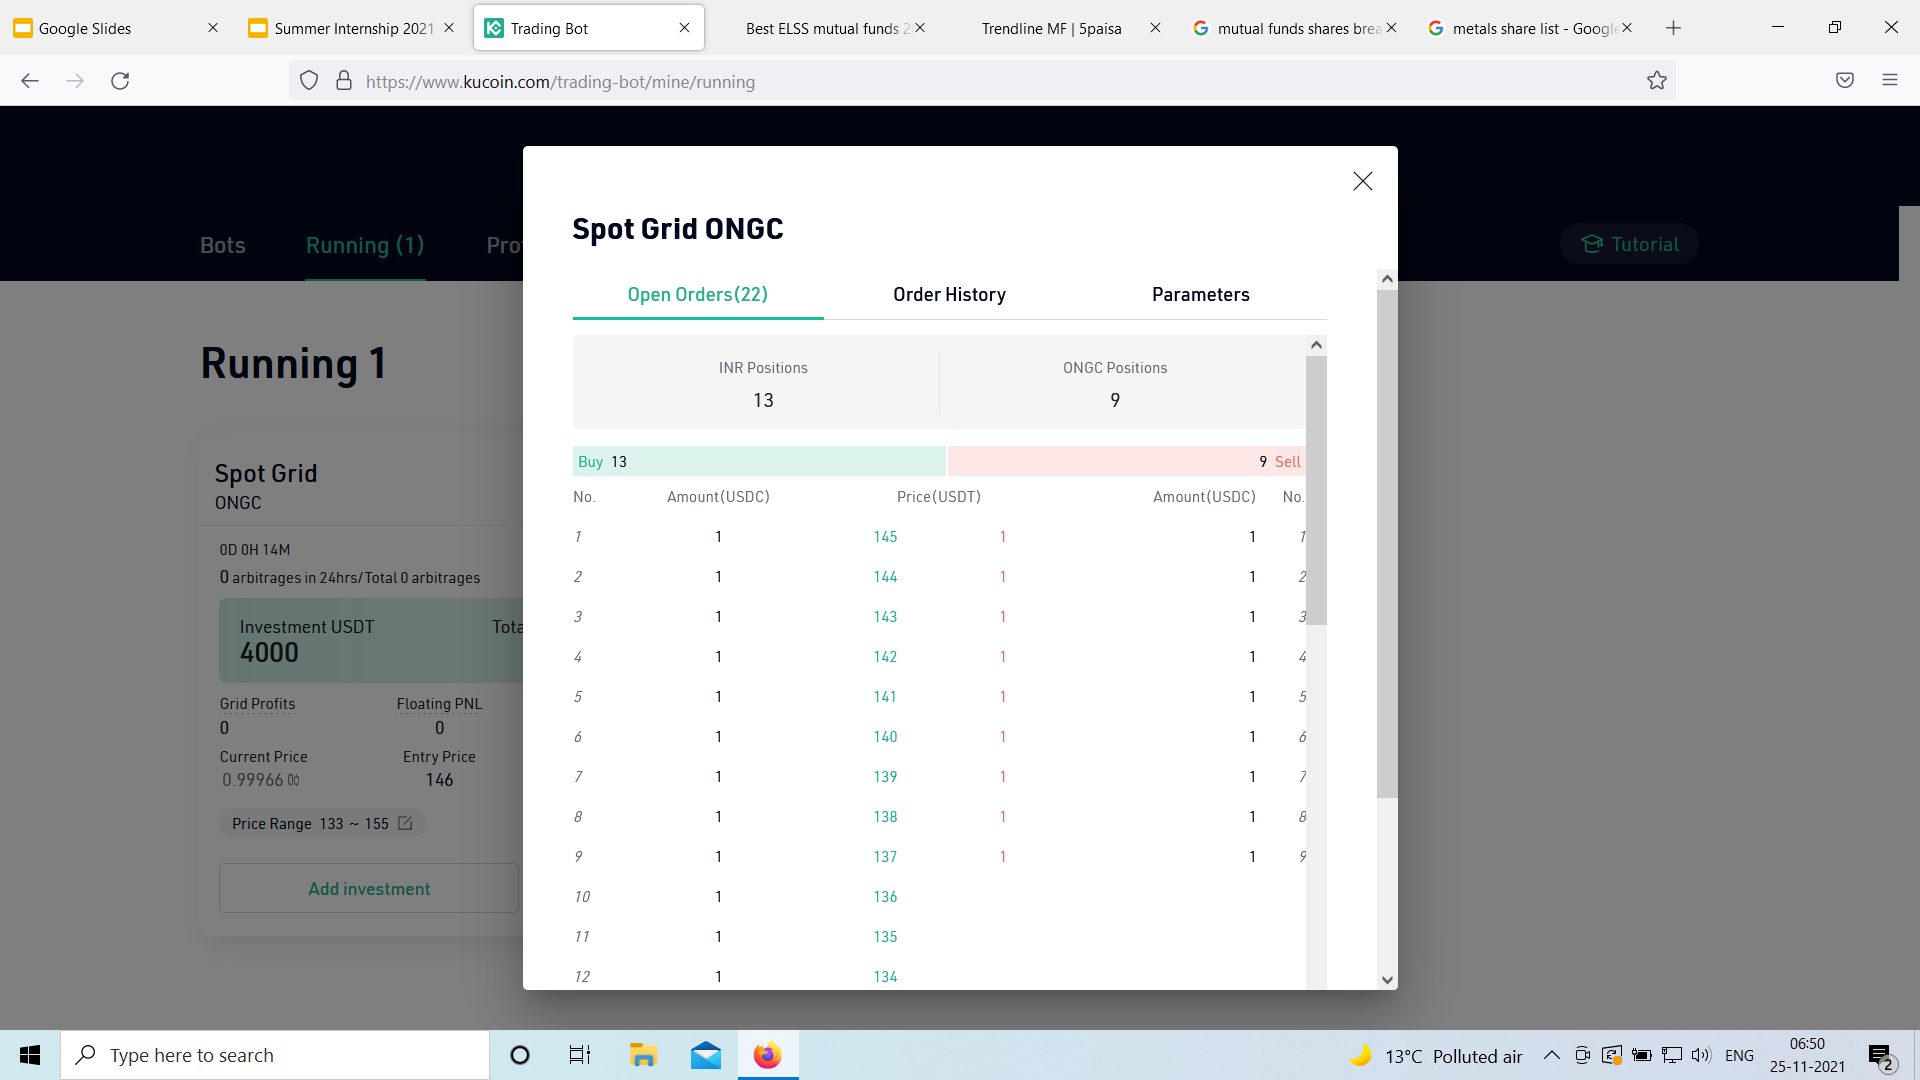 Google Slides
Summer Internship 2021
Trading Bot
Best ELSS mutual funds 2
Trendline MF | 5paisa
mutual funds shares brea
metals share list - Google
https://www.kucoin.com/trading-bot/mine/running
Bots
Running (1)
Pro
Tutorial
Running 1
Spot Grid
ONGC
0D 0H 14M
0 arbitrages in 24hrs/Total 0 arbitrages
Investment USDT
Tota
4000
Grid Profits
Floating PNL
0
0
Current Price
Entry Price
0.99966
146
Price Range 133 ~ 155
Add investment
Spot Grid ONGC
Open Orders(22)
Order History
Parameters
INR Positions
ONGC Positions
13
9
Buy 13
9 Sell
No. Amount(USDC) Price(USDT) Amount(USDC) No.
1 1 145 1 1 1
2 1 144 1 1 2
3 1 143 1 1 3
4 1 142 1 1 4
5 1 141 1 1 5
6 1 140 1 1 6
7 1 139 1 1 7
8 1 138 1 1 8
9 1 137 1 1 9
10 1 136
11 1 135
12 1 134
Type here to search
13°C Polluted air
ENG
06:50
25-11-2021
2